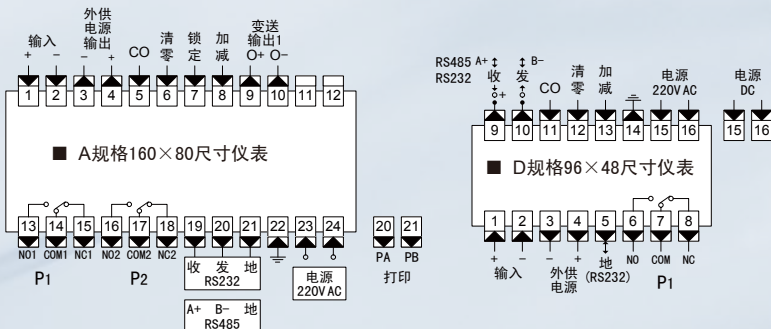 外供
电源
输出
输入
+ − − + CO
清零
锁定
加减
变送
输出1
O+ O−
1 2 3 4 5 6 7 8 9 10 11 12
■ A规格160×80尺寸仪表
13 14 15 16 17 18 19 20 21 22 23 24
NO1 COM1 NC1 NO2 COM2 NC2
P1 P2
收 发 地
RS232
电源
220V AC
A+ B- 地
RS485
20 21
PA PB
打印
RS485 A+ B-
RS232 收 发
+
CO
清零
加减
电源
220V AC
电源
DC
9 10 11 12 13 14 15 16
15 16
■ D规格96×48尺寸仪表
1 2 3 4 5 6 7 8
+ − − + 地 NO COM NC
输入
外供
电源
(RS232)
P1